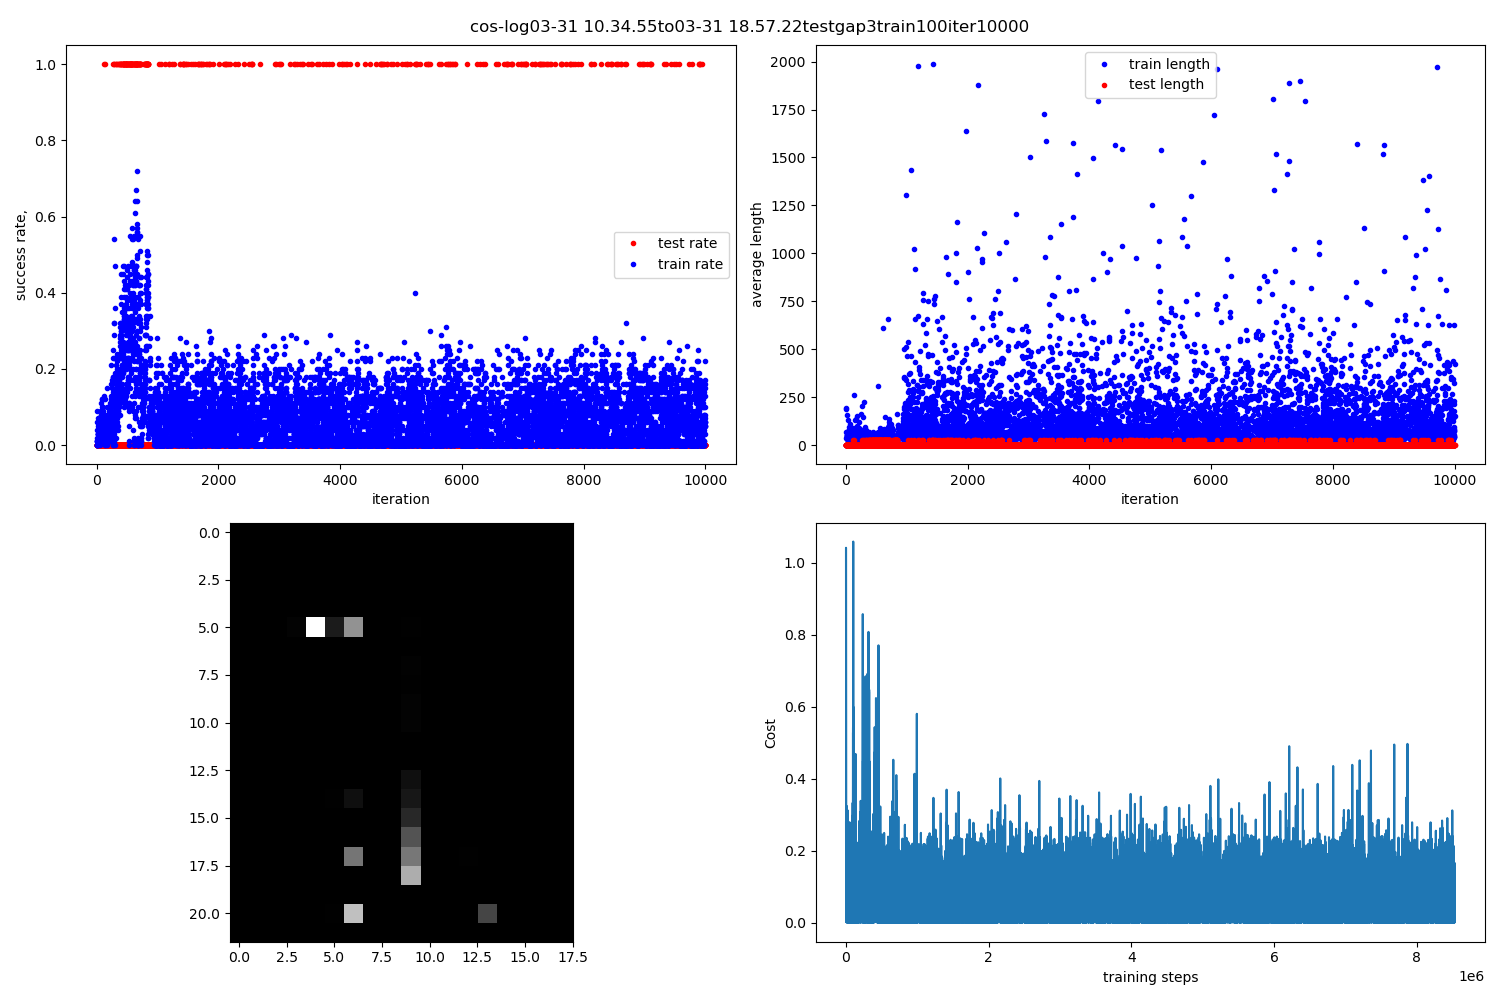 cos-log03-31 10.34.55to03-31 18.57.22testgap3train100iter10000
success rate,
1.0
0.8
0.6
0.4
0.2
0.0
test rate
train rate
0 2000 4000 6000 8000 10000
iteration
average length
2000
1750
1500
1250
1000
750
500
250
0
train length
test length
0 2000 4000 6000 8000 10000
iteration
0.0
2.5
5.0
7.5
10.0
12.5
15.0
17.5
20.0
0.0 2.5 5.0 7.5 10.0 12.5 15.0 17.5
Cost
1.0
0.8
0.6
0.4
0.2
0.0
0 2 4 6 8
1e6
training steps